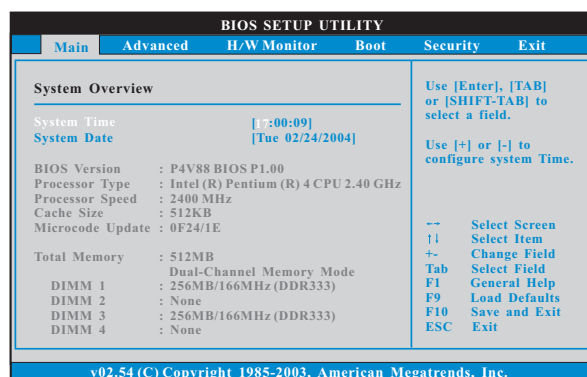 BIOS SETUP UTILITY
Main Advanced H/W Monitor Boot Security Exit
System Overview
System Time [17:00:09]
System Date [Tue 02/24/2004]
BIOS Version : P4V88 BIOS P1.00
Processor Type : Intel (R) Pentium (R) 4 CPU 2.40 GHz
Processor Speed : 2400 MHz
Cache Size : 512KB
Microcode Update : 0F24/1E
Total Memory : 512MB
Dual-Channel Memory Mode
DIMM 1 : 256MB/166MHz (DDR333)
DIMM 2 : None
DIMM 3 : 256MB/166MHz (DDR333)
DIMM 4 : None
Use [Enter], [TAB]
or [SHIFT-TAB] to
select a field.
Use [+] or [-] to
configure system Time.
←→ Select Screen
↑↓ Select Item
+- Change Field
Tab Select Field
F1 General Help
F9 Load Defaults
F10 Save and Exit
ESC Exit
v02.54 (C) Copyright 1985-2003, American Megatrends, Inc.